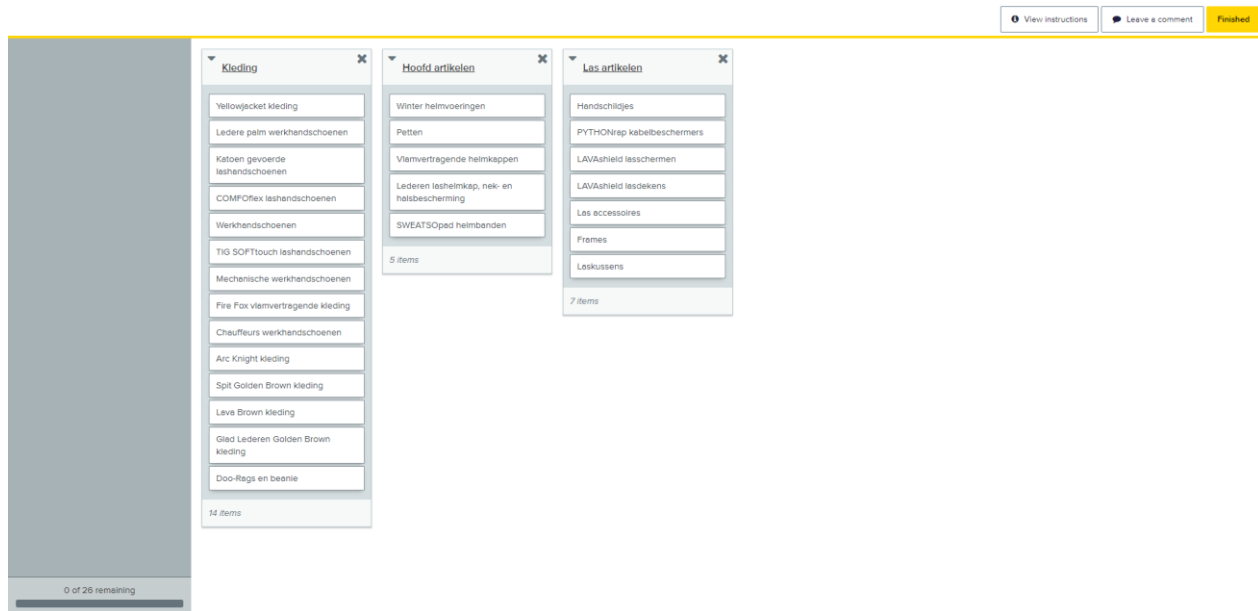 View instructions
Leave a comment
Finished
Kleding
Yellowjacket kleding
Ledere palm werkhandschoenen
Katoen gevoerde
lashandschoenen
COMFOflex lashandschoenen
Werkhandschoenen
TIG SOFTtouch lashandschoenen
Mechanische werkhandschoenen
Fire Fox vlamvertragende kleding
Chauffeurs werkhandschoenen
Arc Knight kleding
Split Golden Brown kleding
Lava Brown kleding
Glad Lederen Golden Brown
kleding
Doo-Rags en beanie
14 items
Hoofd artikelen
Winter helmvoeringen
Petten
Vlamvertragende helmkappen
Lederen lashelmkap, nek- en
halsbescherming
SWEATSOpad helmbanden
5 items
Las artikelen
Handschildjes
PYTHONrap kabelbeschermers
LAVAshield lasschermen
LAVAshield lasdekens
Las accessoires
Frames
Laskussens
7 items
0 of 26 remaining